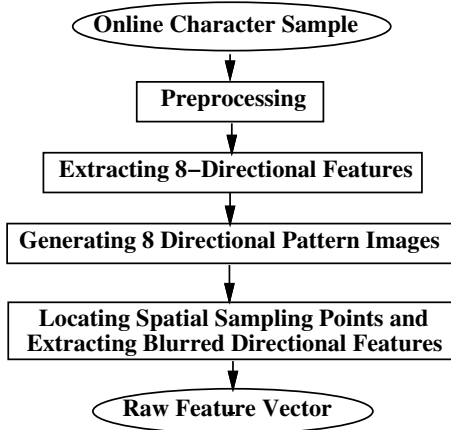 Online Character Sample
Preprocessing
Extracting 8−Directional Features
Generating 8 Directional Pattern Images
Locating Spatial Sampling Points and
Extracting Blurred Directional Features
Raw Feature Vector